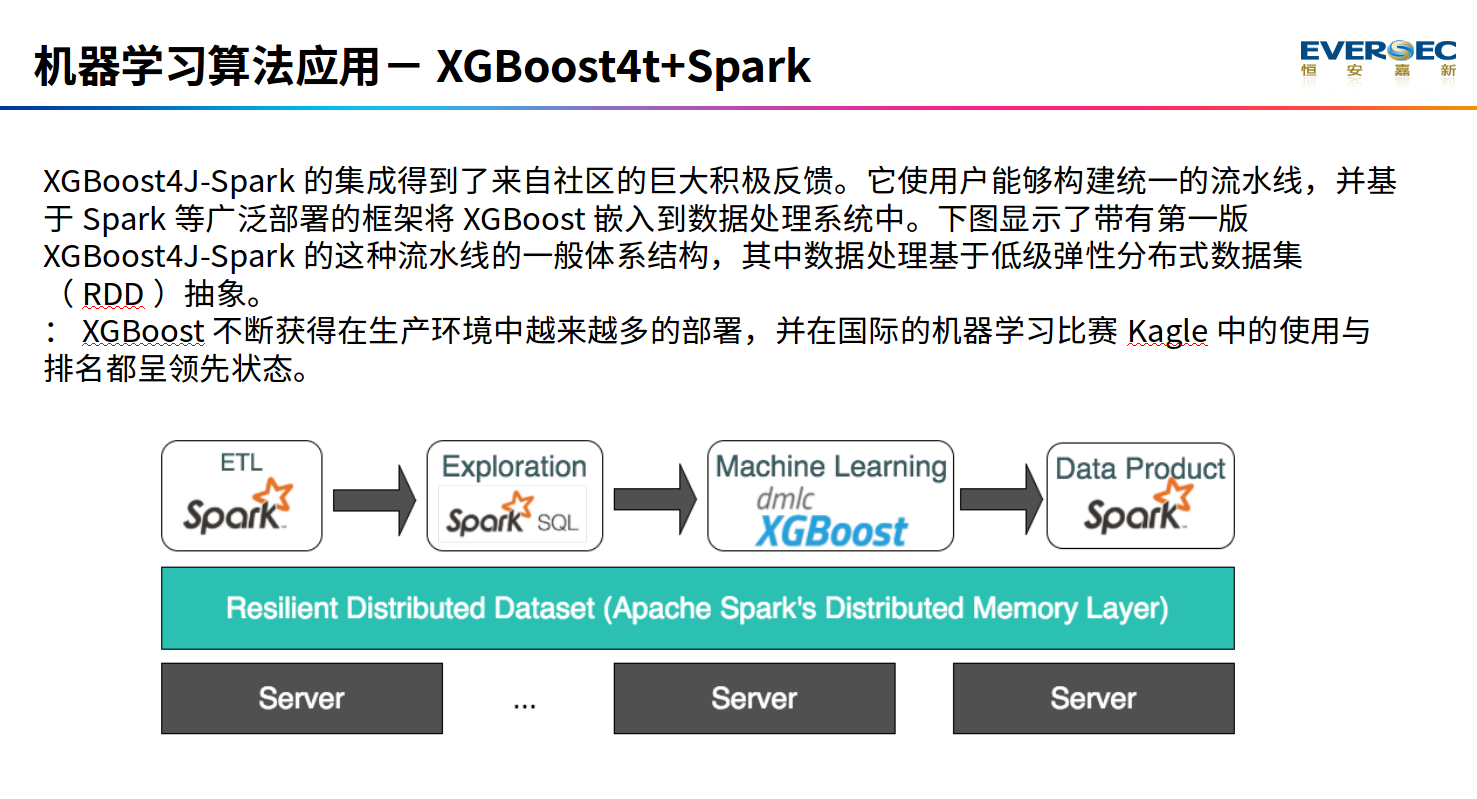 机器学习算法应用－ XGBoost4t+Spark
EVERSEC
恒安嘉新
XGBoost4J-Spark 的集成得到了来自社区的巨大积极反馈。它使用户能够构建统一的流水线，并基
于 Spark 等广泛部署的框架将 XGBoost 嵌入到数据处理系统中。下图显示了带有第一版
XGBoost4J-Spark 的这种流水线的一般体系结构，其中数据处理基于低级弹性分布式数据集
（ RDD ）抽象。
： XGBoost 不断获得在生产环境中越来越多的部署，并在国际的机器学习比赛 Kagle 中的使用与
排名都呈领先状态。
ETL
Spark
Exploration
Spark SQL
Machine Learning
dmlc
XGBoost
Data Product
Spark
Resilient Distributed Dataset (Apache Spark's Distributed Memory Layer)
Server
...
Server
Server